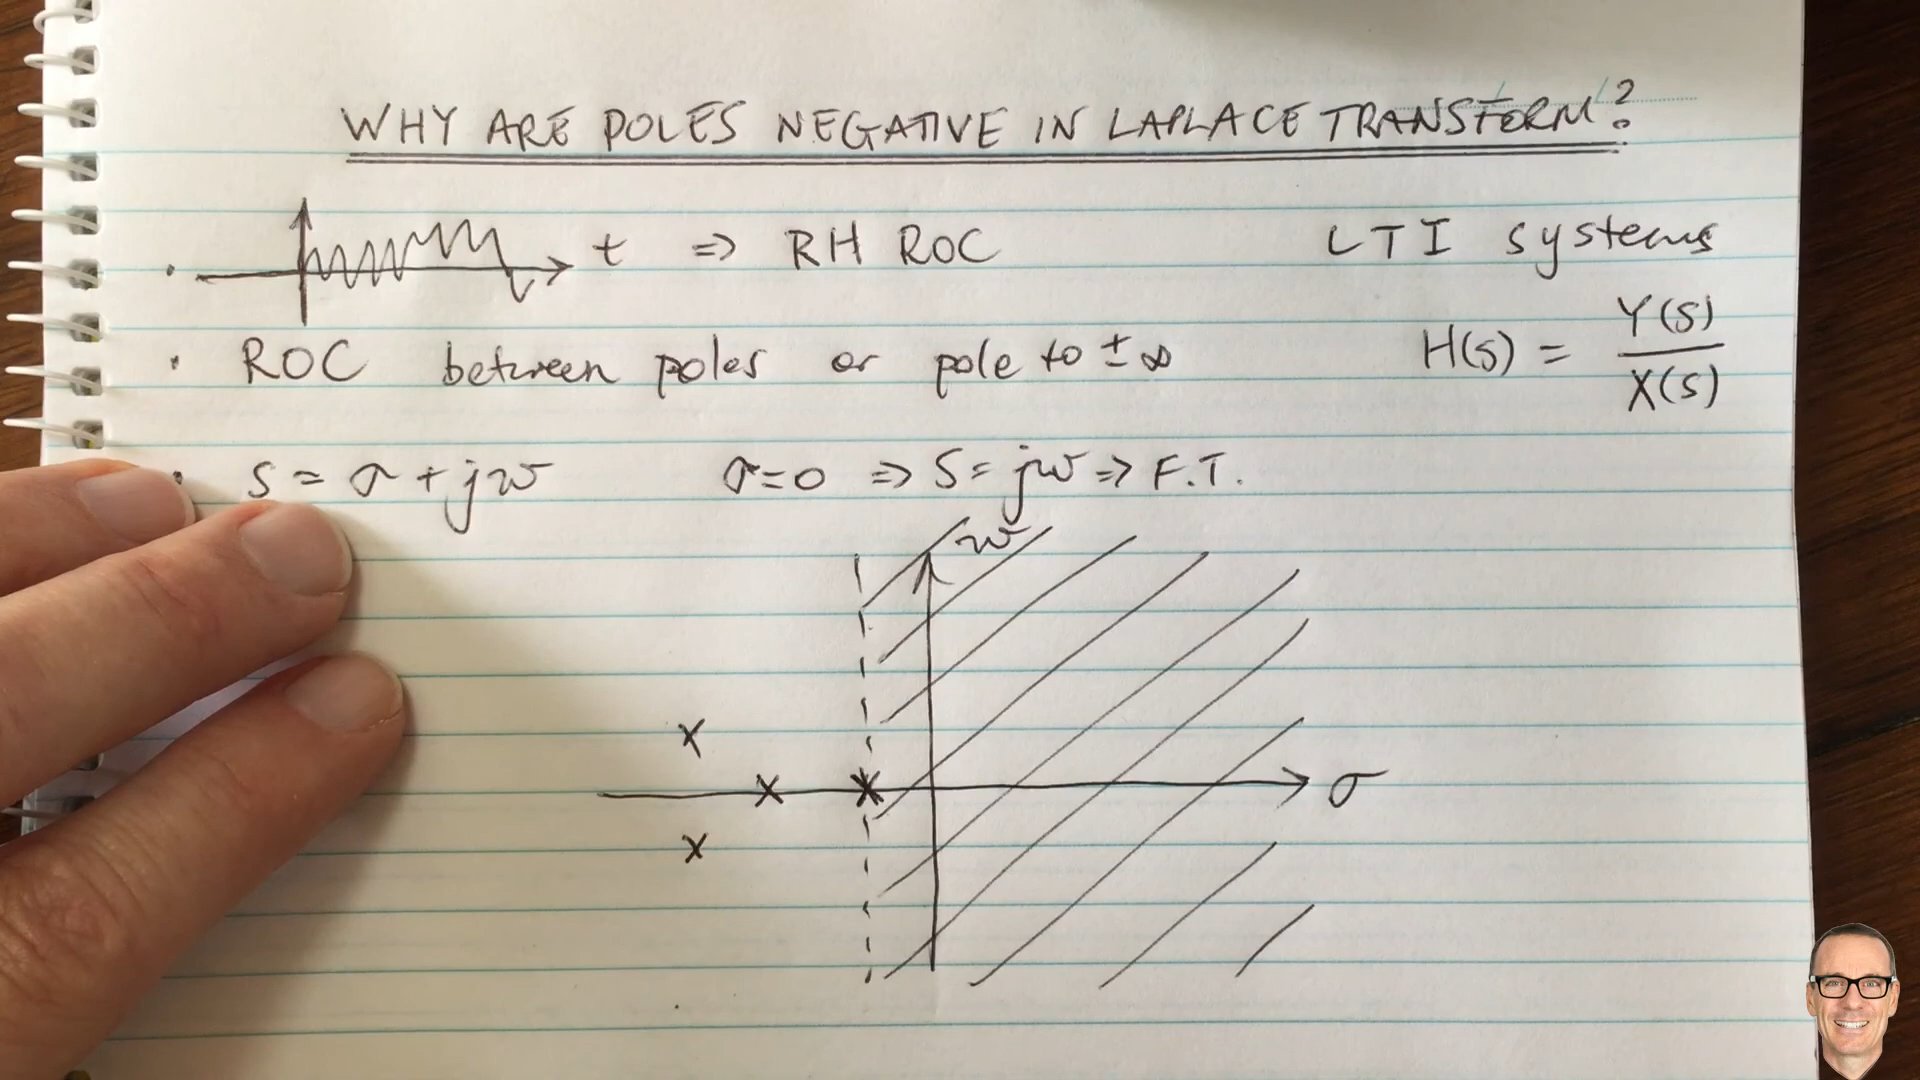 WHY ARE POLES NEGATIVE IN LAPLACE TRANSFORM?
t ⇒ RH ROC
LTI systems
• ROC between poles or pole to ± ∞
H(s) = Y(s) / X(s)
• s = σ + jω σ=0 ⇒ s = jω ⇒ F.T.
ω
x
x x
σ
x